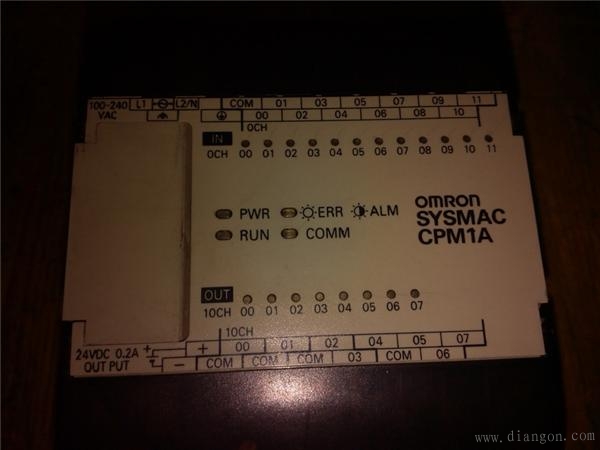 100-240 L1 L2/N COM 01 03 05 07 09 11
VAC 00 02 04 06 08 10
0CH
IN
0CH 00 01 02 03 04 05 06 07 08 09 10 11
PWR ERR ALM
RUN COMM
OMRON
SYSMAC
CPM1A
OUT
10CH 00 01 02 03 04 05 06 07
10CH
24VDC 0.2A + + 00 01 02 04 05 07
OUT PUT - - COM COM COM 03 COM 06
www.diangon.com